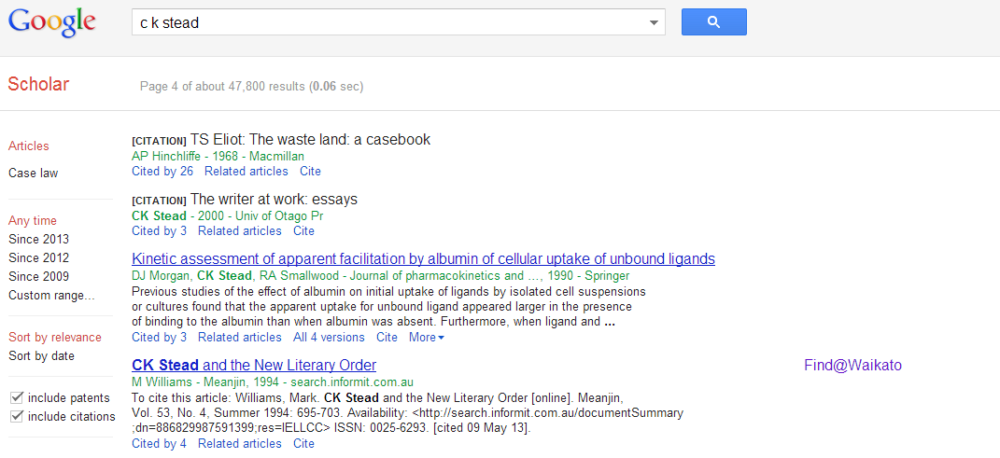 Google
c k stead
Scholar
Page 4 of about 47,800 results (0.06 sec)
Articles
Case law
Any time
Since 2013
Since 2012
Since 2009
Custom range...
Sort by relevance
Sort by date
include patents
include citations
[CITATION] TS Eliot: The waste land: a casebook
AP Hinchliffe - 1968 - Macmillan
Cited by 26 Related articles Cite
[CITATION] The writer at work: essays
CK Stead - 2000 - Univ of Otago Pr
Cited by 3 Related articles Cite
Kinetic assessment of apparent facilitation by albumin of cellular uptake of unbound ligands
DJ Morgan, CK Stead, RA Smallwood - Journal of pharmacokinetics and …, 1990 - Springer
Previous studies of the effect of albumin on initial uptake of ligands by isolated cell suspensions
or cultures found that the apparent uptake for unbound ligand appeared larger in the presence
of binding to the albumin than when albumin was absent. Furthermore, when ligand and ...
Cited by 3 Related articles All 4 versions Cite More
CK Stead and the New Literary Order
Find@Waikato
M Williams - Meanjin, 1994 - search.informit.com.au
To cite this article: Williams, Mark. CK Stead and the New Literary Order [online]. Meanjin,
Vol. 53, No. 4, Summer 1994: 695-703. Availability: <http://search.informit.com.au/documentSummary
;dn=886829987591399;res=IELLCC> ISSN: 0025-6293. [cited 09 May 13].
Cited by 4 Related articles Cite